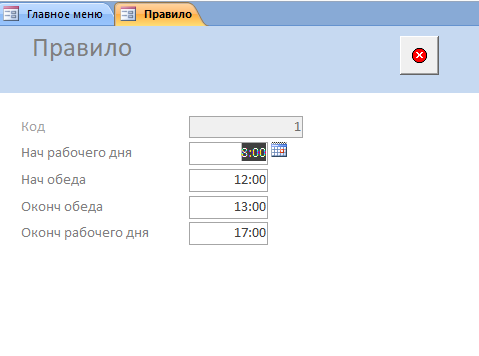 Главное меню Правило
Правило
Код 1
Нач рабочего дня 8:00
Нач обеда 12:00
Оконч обеда 13:00
Оконч рабочего дня 17:00